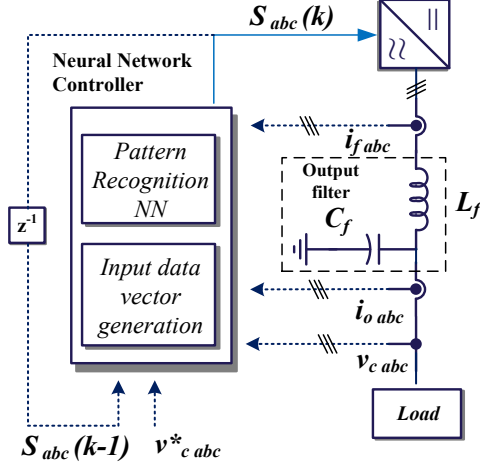 S abc (k)
Neural Network
Controller
Pattern
Recognition
NN
Input data
vector
generation
z-1
i f abc
Output
filter
C f
L f
i o abc
v c abc
Load
S abc (k-1)
v* c abc